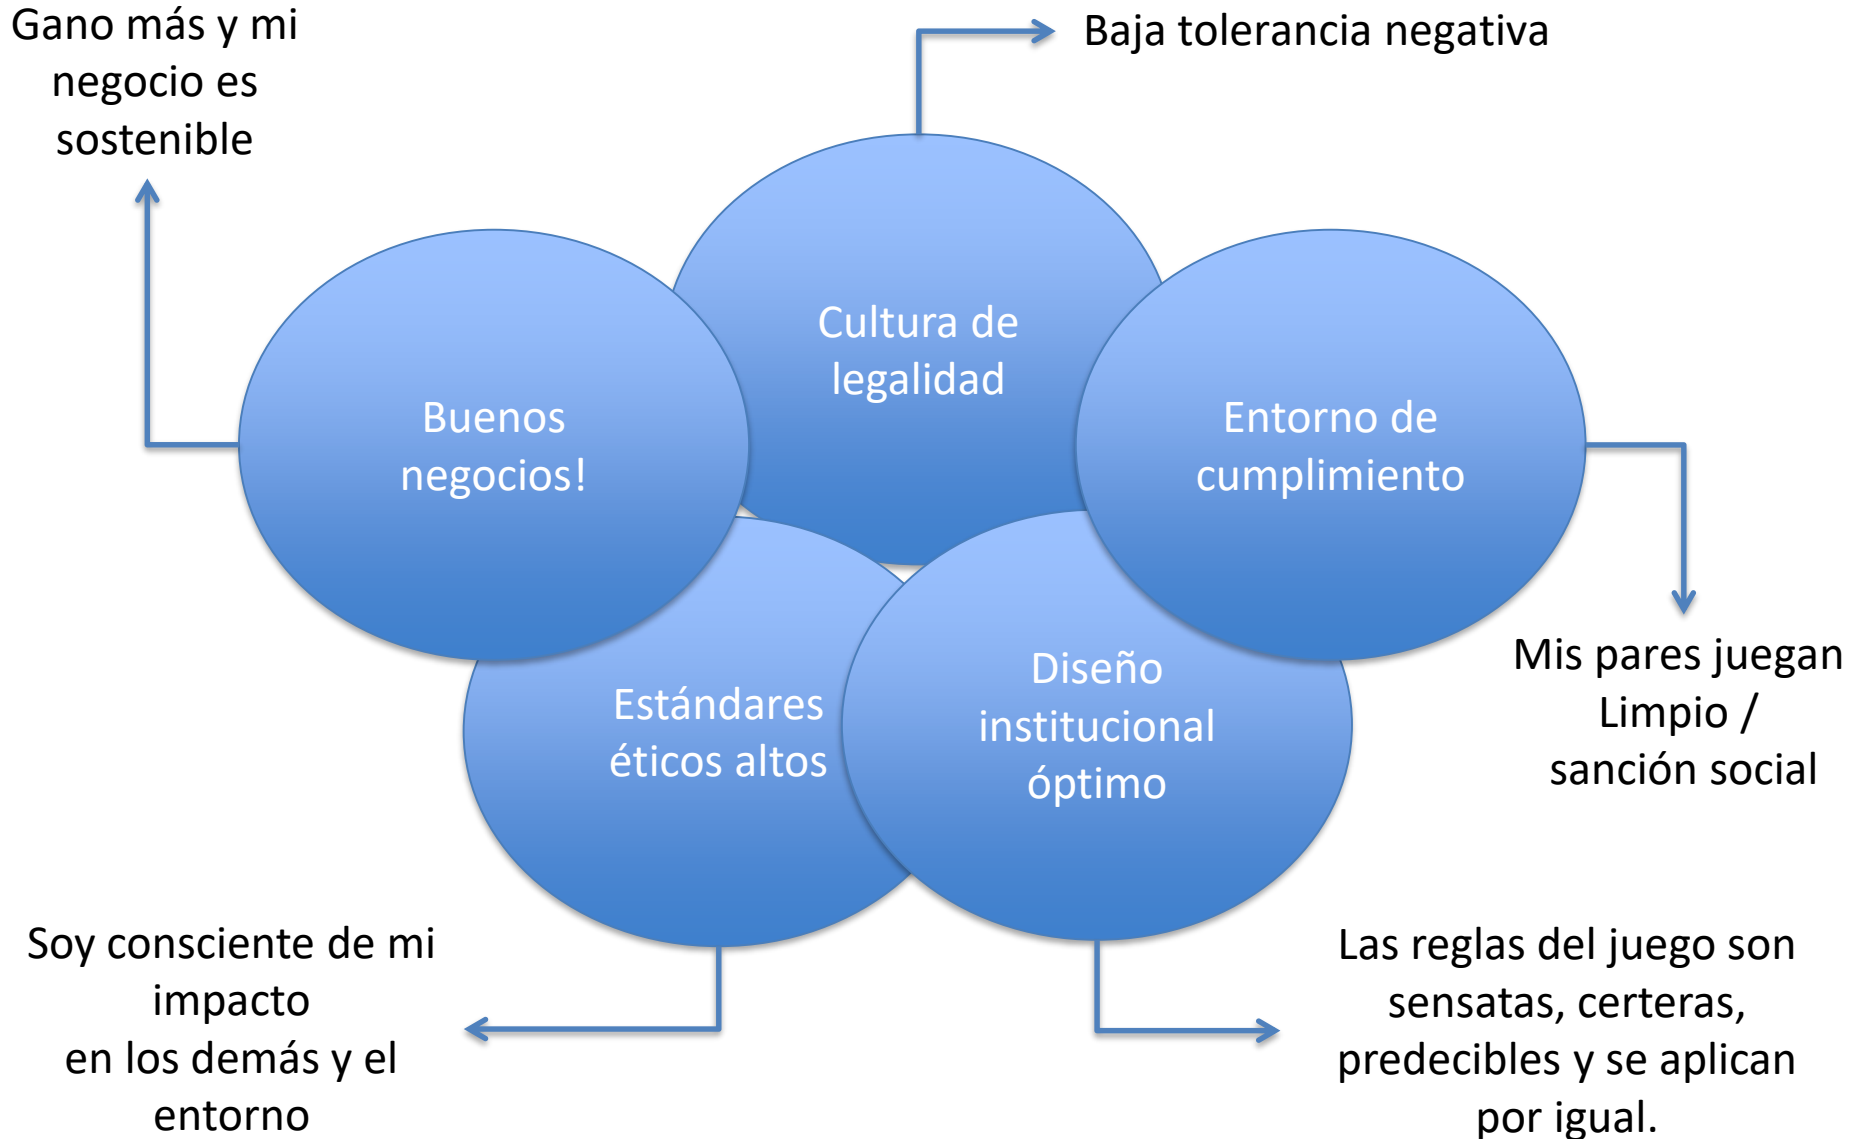 Gano más y mi
negocio es
sostenible
Baja tolerancia negativa
Cultura de
legalidad
Buenos
negocios!
Entorno de
cumplimiento
Mis pares juegan
Limpio /
sanción social
Estándares
éticos altos
Diseño
institucional
óptimo
Soy consciente de mi
impacto
en los demás y el
entorno
Las reglas del juego son
sensatas, certeras,
predecibles y se aplican
por igual.